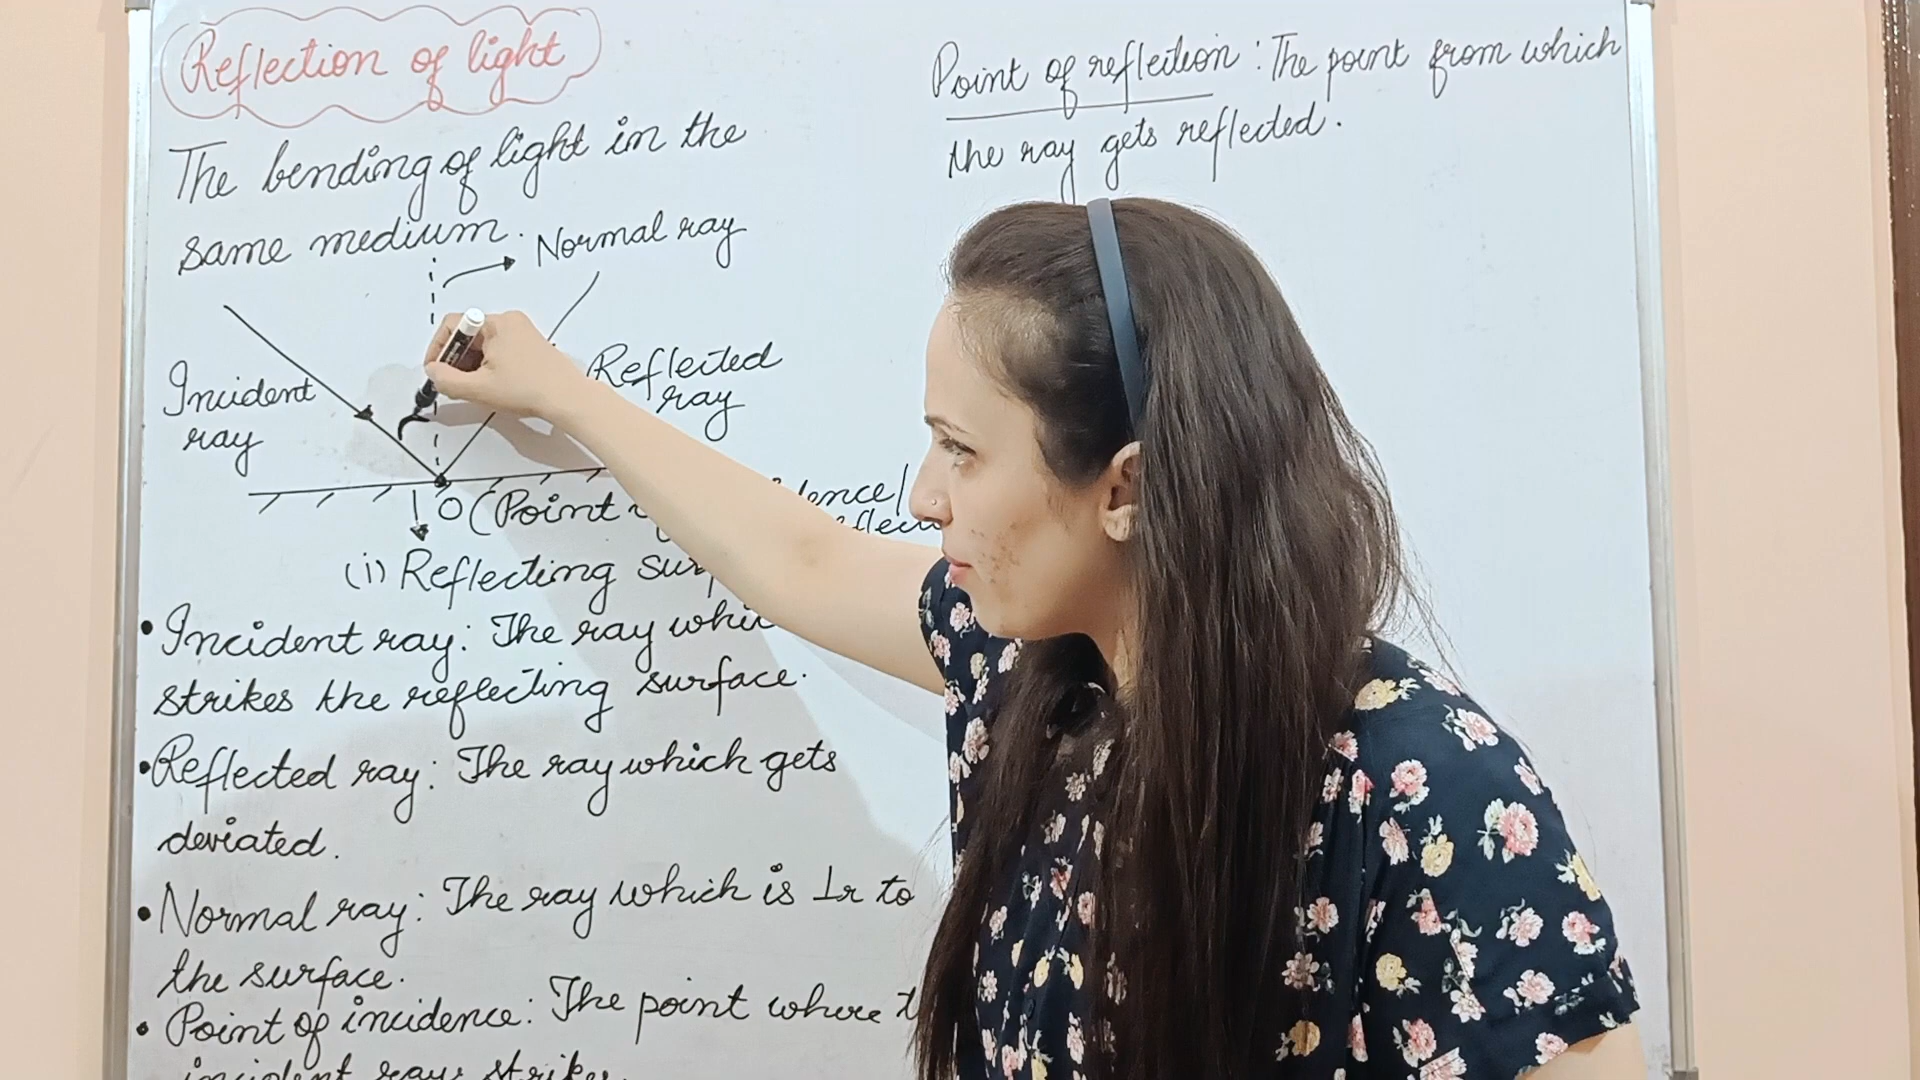 Reflection of light
The bending of light in the
same medium.
Normal ray
Incident
ray
Reflected
ray
O (Point
(i) Reflecting
• Incident ray: The ray
strikes the reflecting surface.
• Reflected ray: The ray which gets
deviated.
• Normal ray: The ray which is ⊥r to
the surface.
• Point of incidence: The point where
incident ray strikes.
Point of reflection: The point from which
the ray gets reflected.